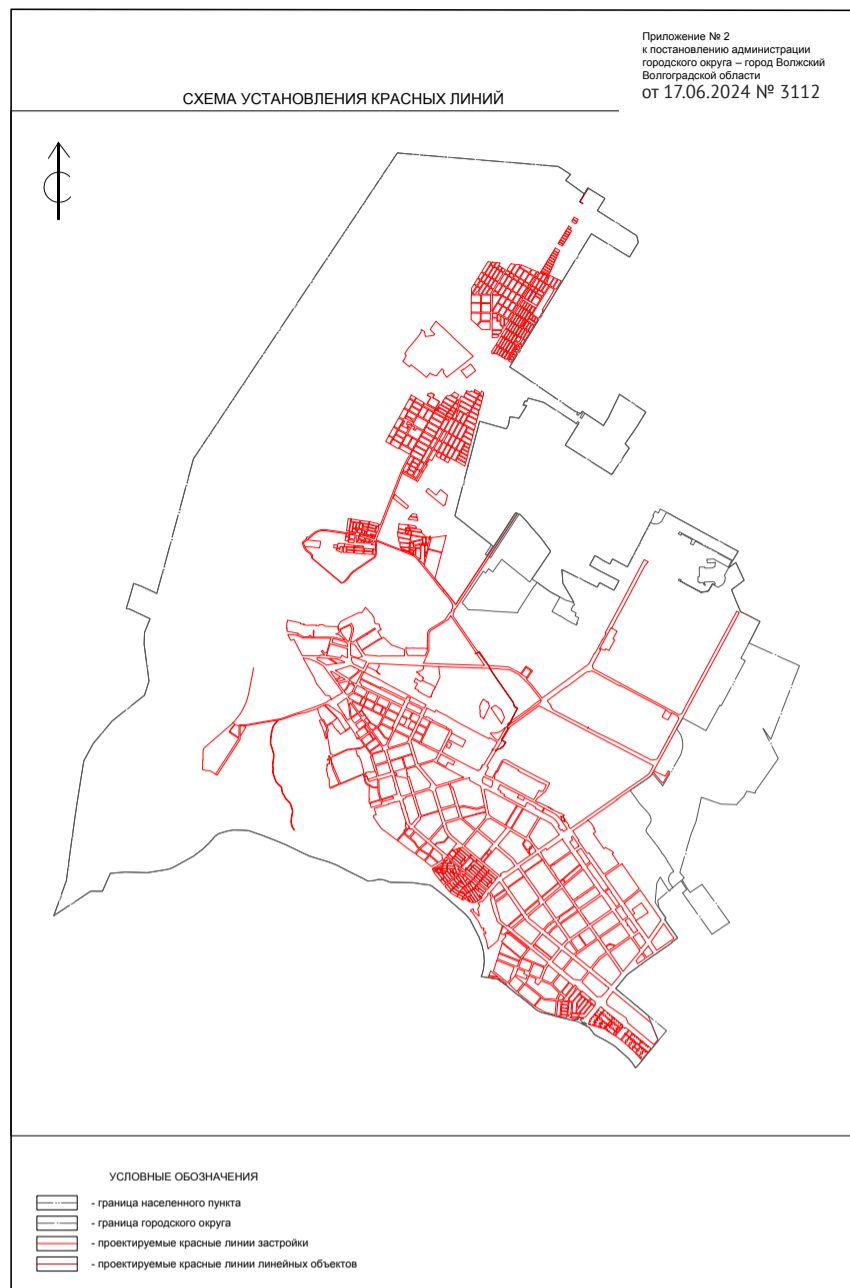 Приложение № 2
к постановлению администрации
городского округа – город Волжский
Волгоградской области
от 17.06.2024 № 3112
СХЕМА УСТАНОВЛЕНИЯ КРАСНЫХ ЛИНИЙ
С
УСЛОВНЫЕ ОБОЗНАЧЕНИЯ
- граница населенного пункта
- граница городского округа
- проектируемые красные линии застройки
- проектируемые красные линии линейных объектов